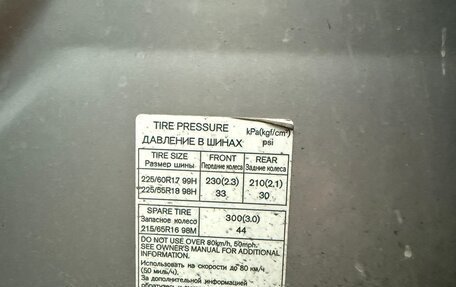 TIRE PRESSURE kPa(kgf/cm²)
ДАВЛЕНИЕ В ШИНАХ psi
TIRE SIZE FRONT REAR
Размер шины Передние колеса Задние колеса
225/60R17 99H 230(2.3) 210(2.1)
225/55R18 98H 33 30
SPARE TIRE 300(3.0)
Запасное колесо
215/65R16 98M 44
DO NOT USE OVER 80km/h, 50mph.
SEE OWNER'S MANUAL FOR ADDITIONAL
INFORMATION.
Использовать на скорости до 80 км/ч
(50 миль/ч).
За дополнительной информацией